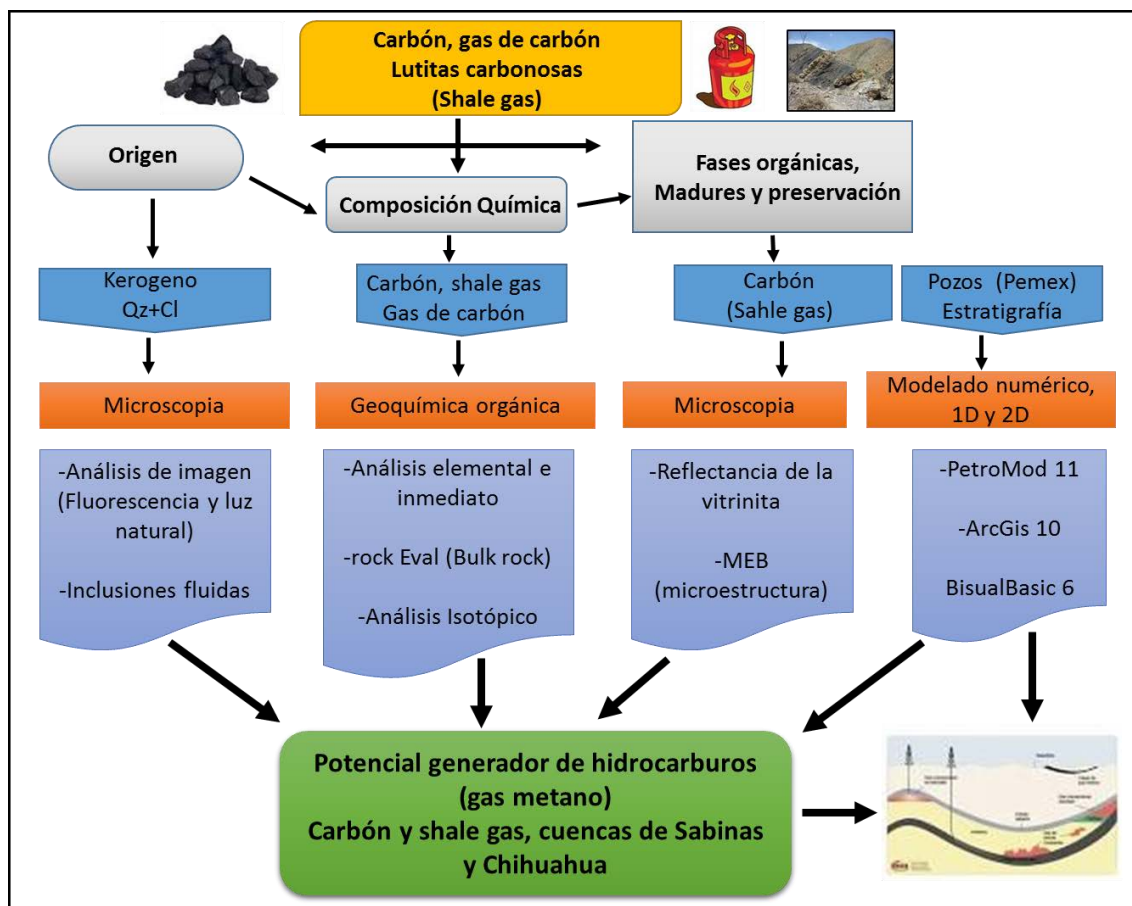 Carbón, gas de carbón
Lutitas carbonosas
(Shale gas)
Origen
Composición Química
Fases orgánicas,
Madures y preservación
Kerogeno
Qz+Cl
Carbón, shale gas
Gas de carbón
Carbón
(Sahle gas)
Pozos (Pemex)
Estratigrafía
Microscopia
Geoquímica orgánica
Microscopia
Modelado numérico,
1D y 2D
-Análisis de imagen
(Fluorescencia y luz
natural)
-Inclusiones fluidas
-Análisis elemental e
inmediato
-rock Eval (Bulk rock)
-Análisis Isotópico
-Reflectancia de la
vitrinita
-MEB
(microestructura)
-PetroMod 11
-ArcGis 10
BisualBasic 6
Potencial generador de hidrocarburos
(gas metano)
Carbón y shale gas, cuencas de Sabinas
y Chihuahua